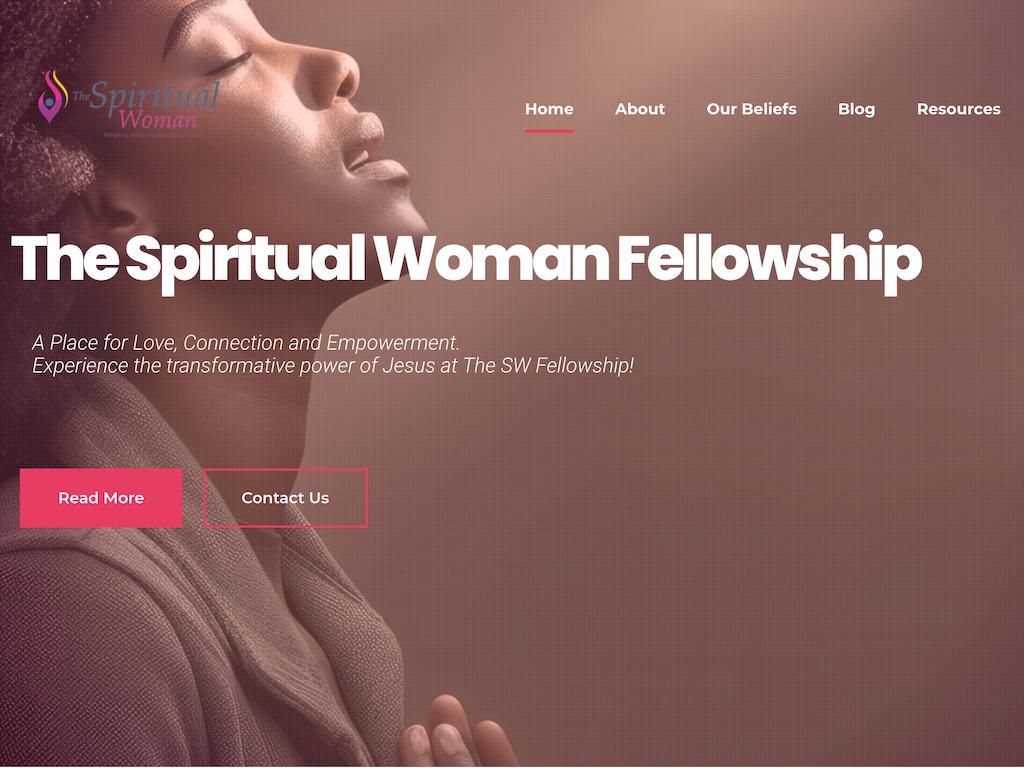 The Spiritual
Woman
Home About Our Beliefs Blog Resources
The Spiritual Woman Fellowship
A Place for Love, Connection and Empowerment.
Experience the transformative power of Jesus at The SW Fellowship!
Read More Contact Us